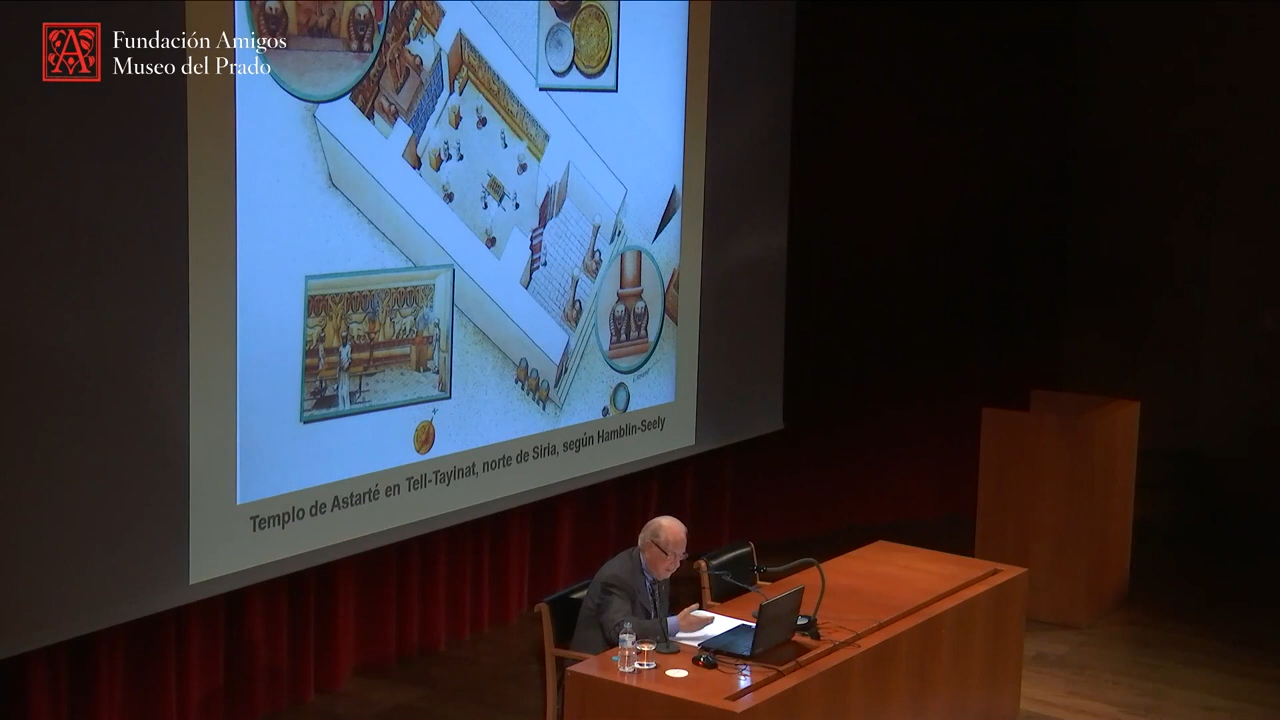 Fundación Amigos
Museo del Prado
Templo de Astarté en Tell-Tayinat, norte de Siria, según Hamblin-Seely